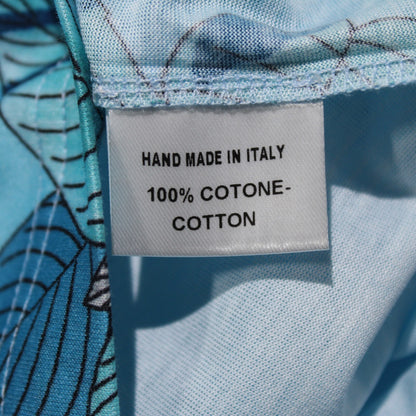 HAND MADE IN ITALY
100% COTONE-
COTTON